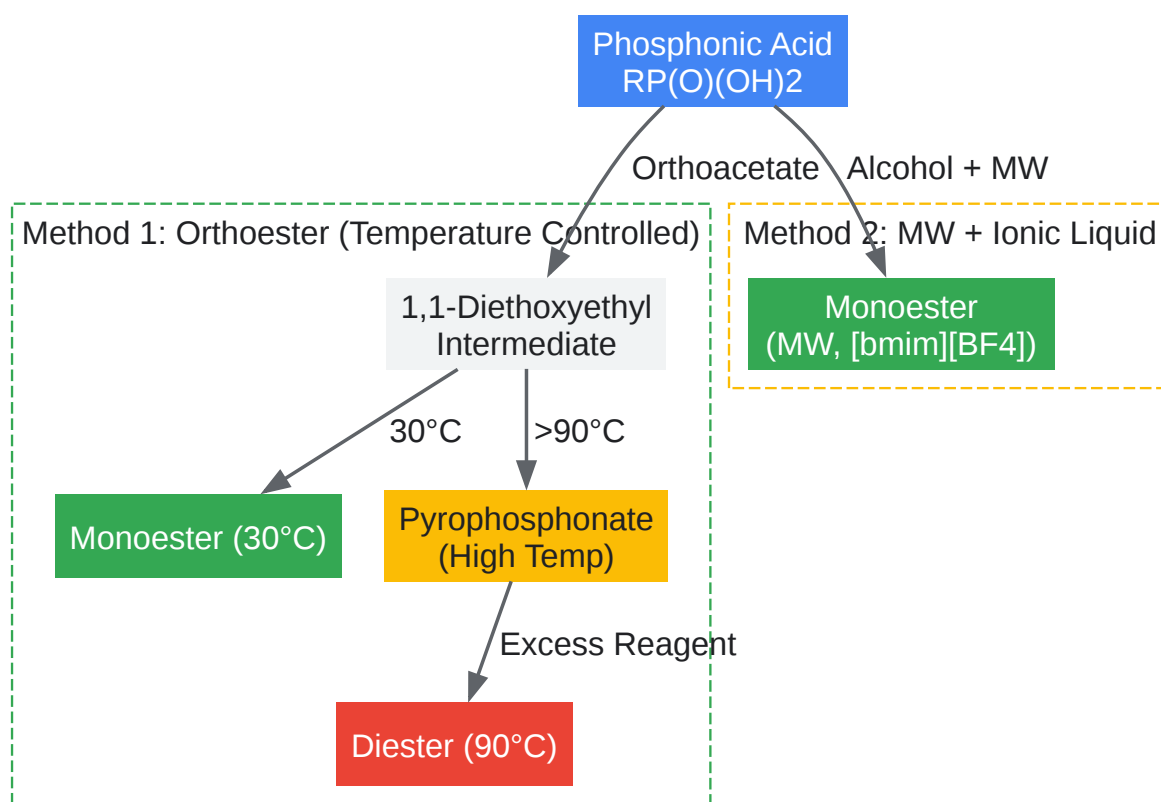 Phosphonic Acid
RP(O)(OH)2
Orthoacetate
Alcohol + MW
Method 1: Orthoester (Temperature Controlled)
Method 2: MW + Ionic Liquid
1,1-Diethoxyethyl
Intermediate
Monoester
(MW, [bmim][BF4])
30°C
>90°C
Monoester (30°C)
Pyrophosphonate
(High Temp)
Excess Reagent
Diester (90°C)